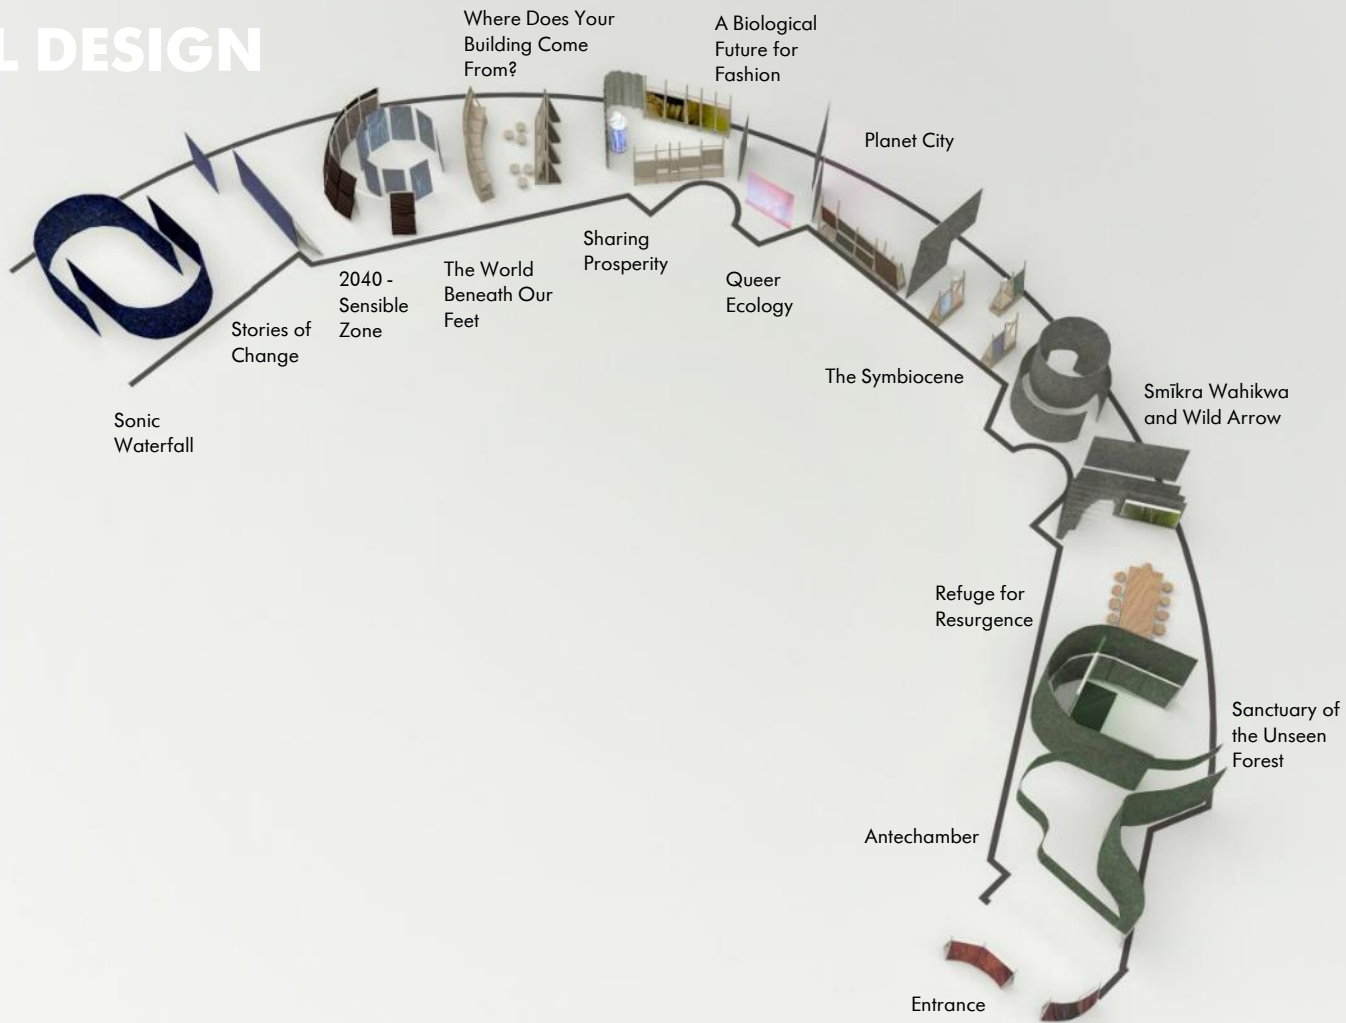 L DESIGN
Where Does Your
Building Come
From?
A Biological
Future for
Fashion
Planet City
Sharing
Prosperity
The World
Beneath Our
Feet
2040 -
Sensible
Zone
Queer
Ecology
Stories of
Change
The Symbiocene
Smīkra Wahikwa
and Wild Arrow
Sonic
Waterfall
Refuge for
Resurgence
Sanctuary of
the Unseen
Forest
Antechamber
Entrance